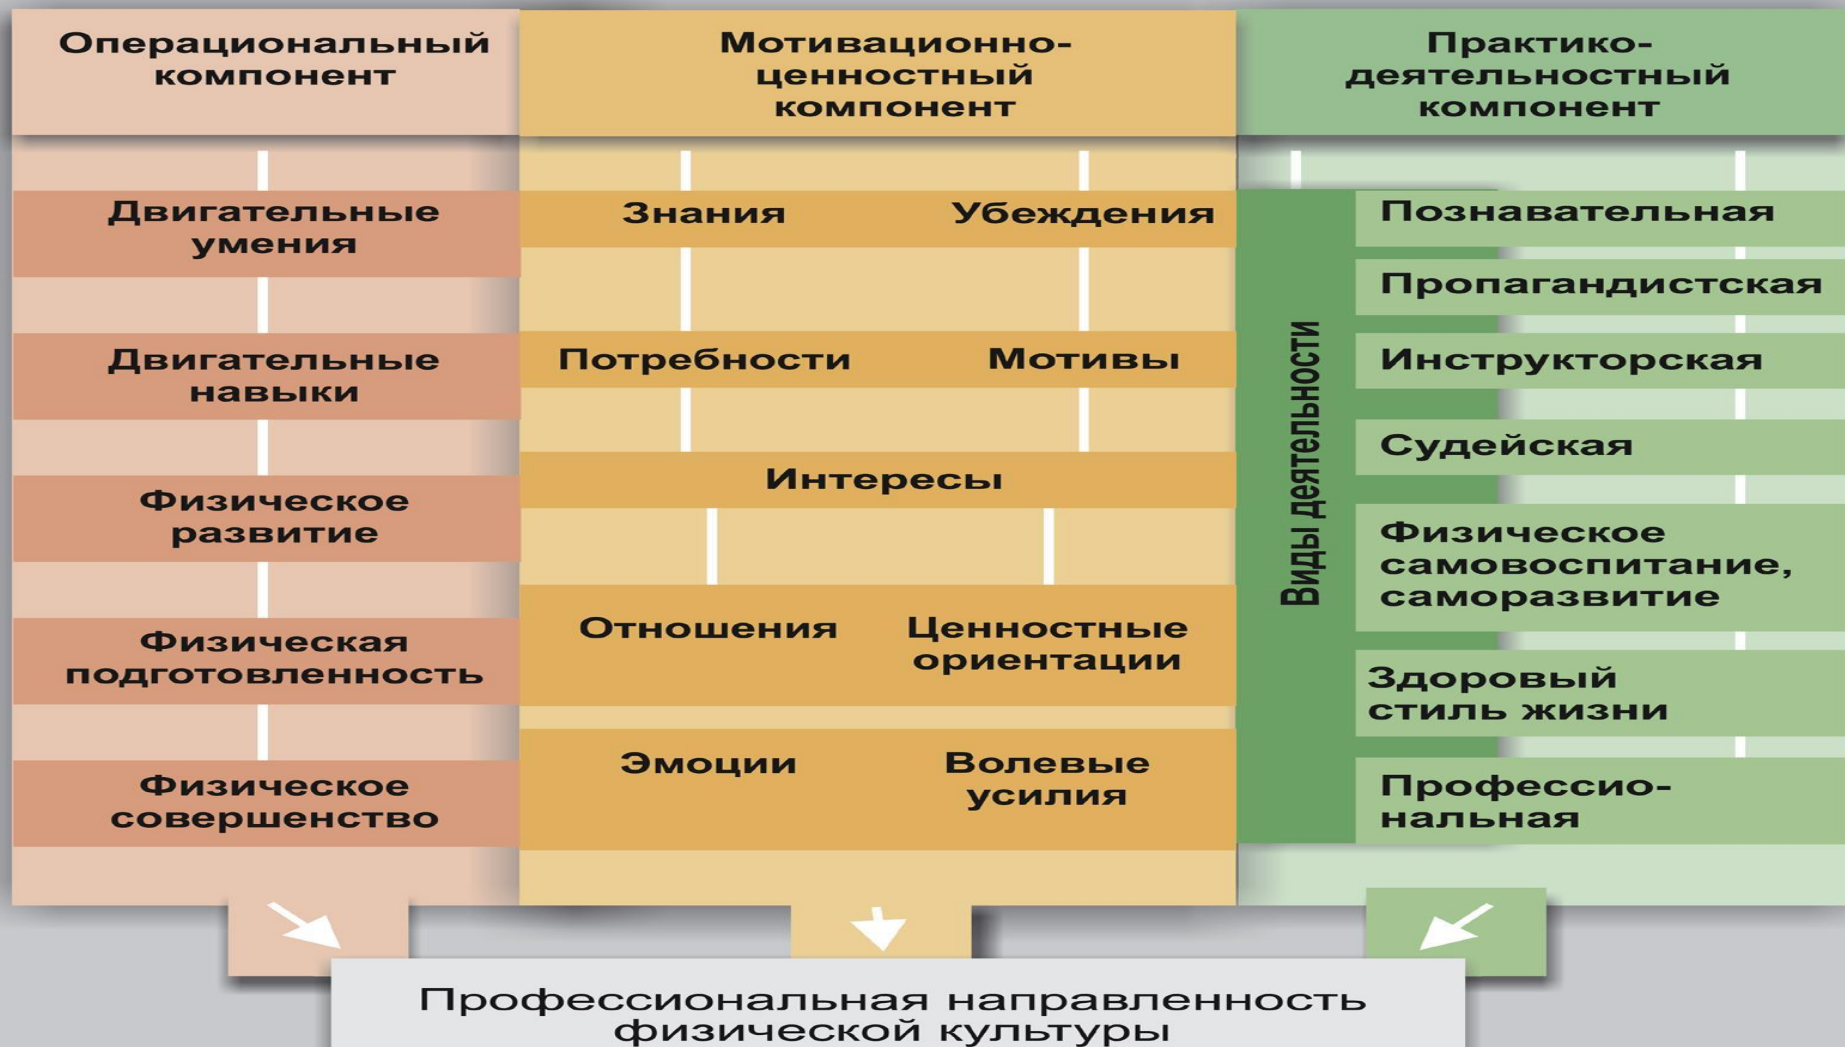 Операциональный
компонент
Мотивационно-
ценностный
компонент
Практико-
деятельностный
компонент
Двигательные
умения
Двигательные
навыки
Физическое
развитие
Физическая
подготовленность
Физическое
совершенство
Знания Убеждения
Потребности Мотивы
Интересы
Отношения Ценностные
ориентации
Эмоции Волевые
усилия
Виды деятельности
Познавательная
Пропагандистская
Инструкторская
Судейская
Физическое
самовоспитание,
саморазвитие
Здоровый
стиль жизни
Профессио-
нальная
Профессиональная направленность
физической культуры